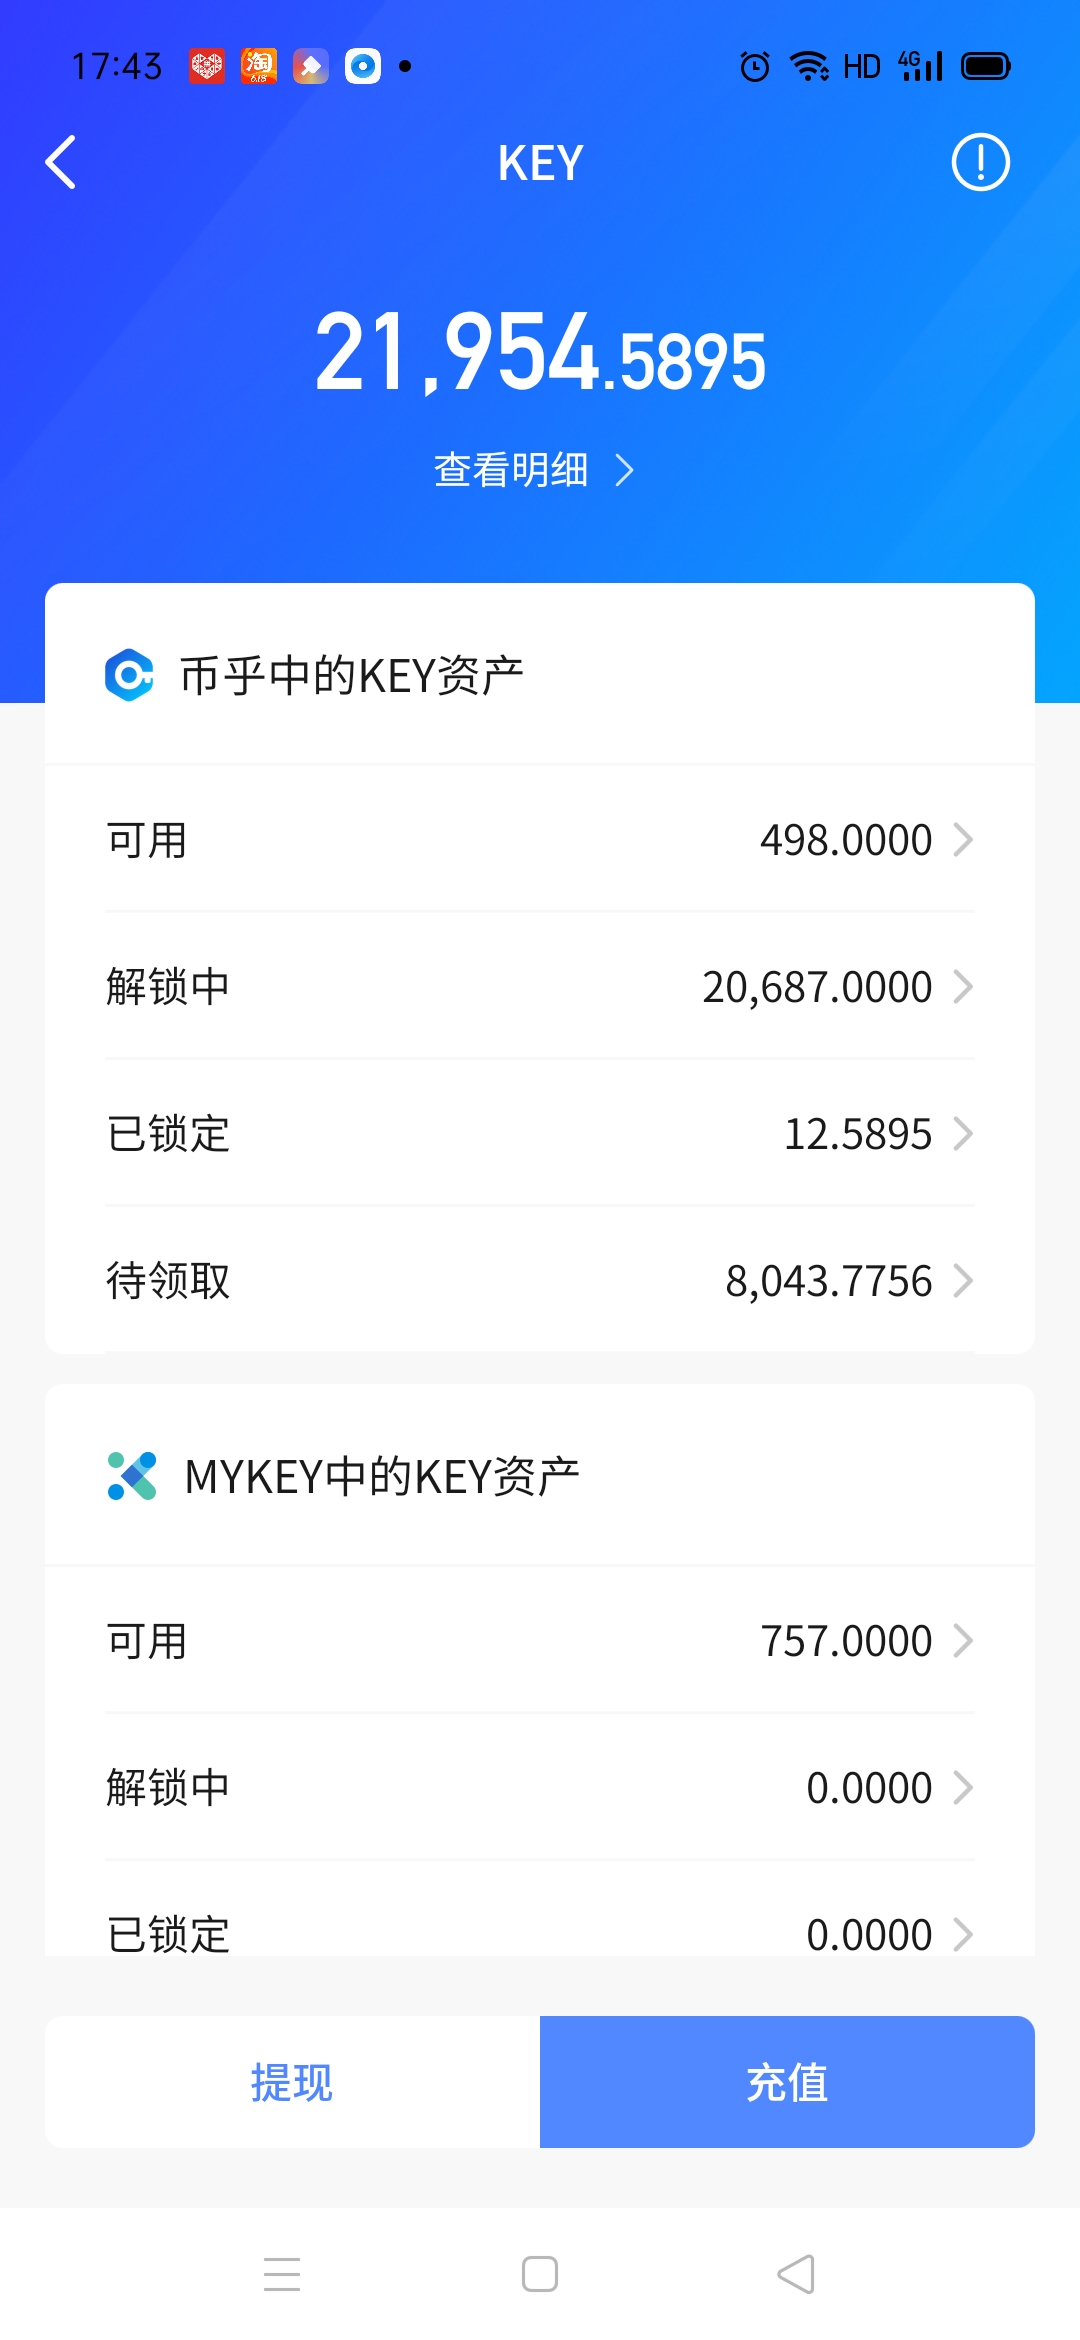 17:43 淘 6.18 HD 4G
KEY
21,954.5895
查看明细
币乎中的KEY资产
可用 498.0000
解锁中 20,687.0000
已锁定 12.5895
待领取 8,043.7756
MYKEY中的KEY资产
可用 757.0000
解锁中 0.0000
已锁定 0.0000
提现 充值